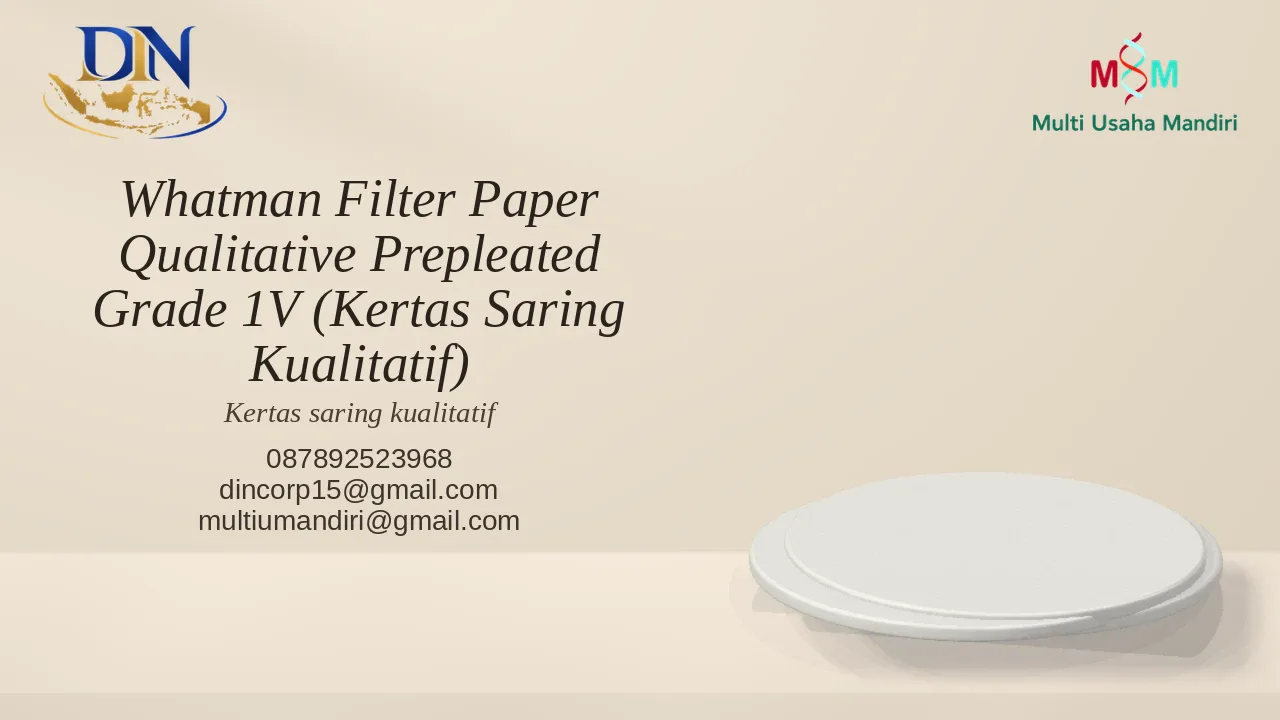 DN
M M
Multi Usaha Mandiri
Whatman Filter Paper
Qualitative Prepleated
Grade 1V (Kertas Saring
Kualitatif)
Kertas saring kualitatif
087892523968
dincorp15@gmail.com
multiumandiri@gmail.com